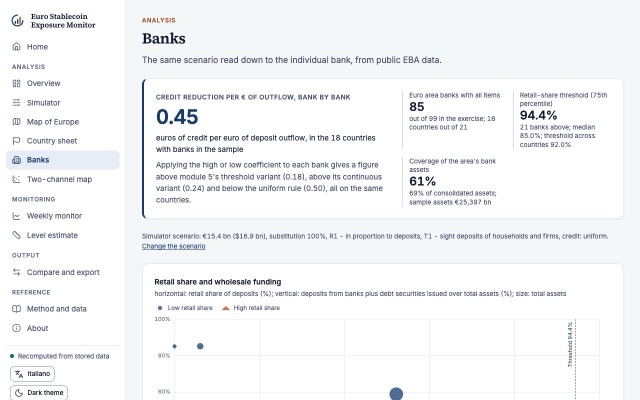 Euro Stablecoin
Exposure Monitor
Home
ANALYSIS
Overview
Simulator
Map of Europe
Country sheet
Banks
Two-channel map
MONITORING
Weekly monitor
Level estimate
OUTPUT
Compare and export
REFERENCE
Method and data
About
Recomputed from stored data
Italiano
Dark theme
ANALYSIS
Banks
The same scenario read down to the individual bank, from public EBA data.
CREDIT REDUCTION PER € OF OUTFLOW, BANK BY BANK
0.45
euros of credit per euro of deposit outflow, in the 18 countries
with banks in the sample
Applying the high or low coefficient to each bank gives a figure
above module 5's threshold variant (0.18), above its continuous
variant (0.24) and below the uniform rule (0.50), all on the same
countries.
Euro area banks with all items
85
out of 99 in the exercise; 18
countries out of 21
Retail-share threshold (75th
percentile)
94.4%
21 banks above; median
85.0%; threshold across
countries 92.0%
Coverage of the area's bank
assets
61%
69% of consolidated assets;
sample assets €25,397 bn
Simulator scenario: €15.4 bn ($16.9 bn), substitution 100%, R1 - in proportion to deposits, T1 - sight deposits of households and firms, credit: uniform.
Change the scenario
Retail share and wholesale funding
horizontal: retail share of deposits (%); vertical: deposits from banks plus debt securities issued over total assets (%); size: total assets
Low retail share
High retail share
100%
80%
60%
Threshold 94.4%